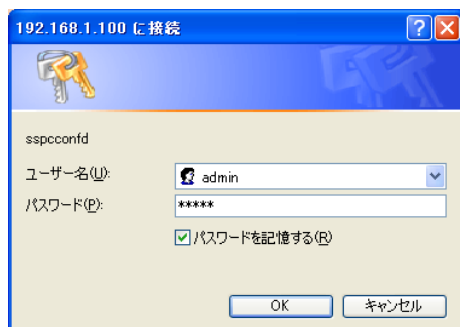 192.168.1.100 に接続
sspcconfd
ユーザー名(U):
admin
パスワード(P):
*****
パスワードを記憶する(R)
OK
キャンセル